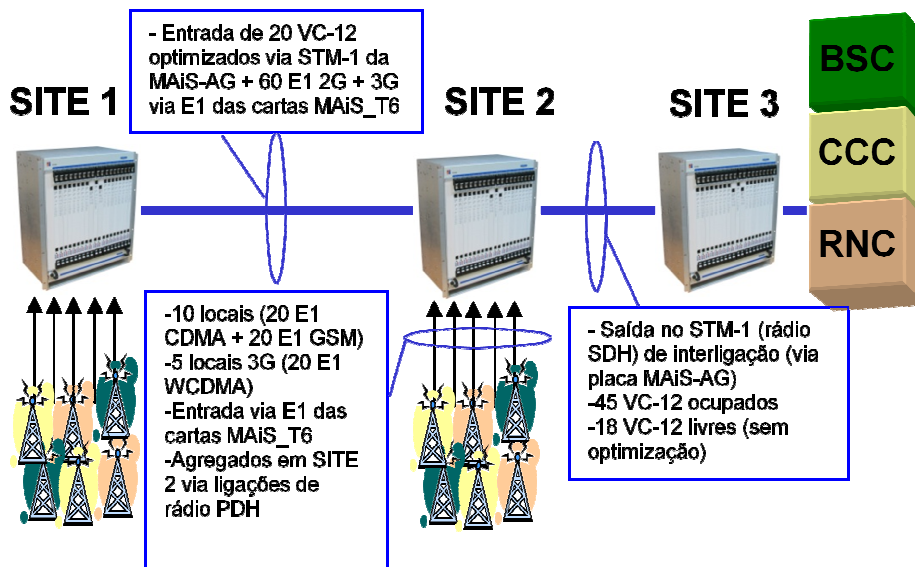 - Entrada de 20 VC-12
optimizados via STM-1 da
MAiS-AG + 60 E1 2G + 3G
via E1 das cartas MAiS_T6
SITE 1
SITE 2
SITE 3
BSC
CCC
RNC
-10 locais (20 E1
CDMA + 20 E1 GSM)
-5 locais 3G (20 E1
WCDMA)
-Entrada via E1 das
cartas MAiS_T6
-Agregados em SITE
2 via ligações de
rádio PDH
- Saída no STM-1 (rádio
SDH) de interligação (via
placa MAiS-AG)
-45 VC-12 ocupados
-18 VC-12 livres (sem
optimização)